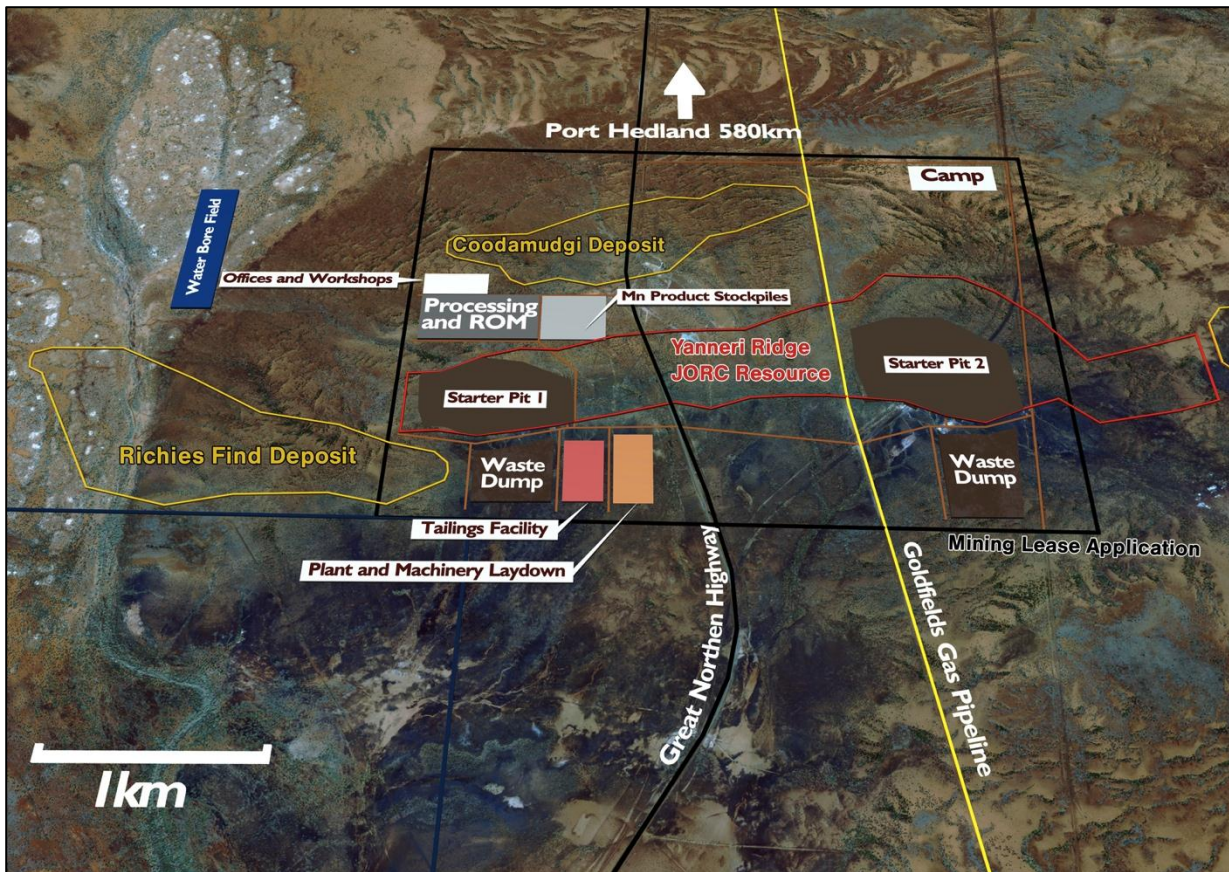 Port Hedland 580km
Camp
Coodamudgi Deposit
Water Bore Field
Offices and Workshops
Processing
and ROM
Mn Product Stockpiles
Yanneri Ridge
JORC Resource
Starter Pit 1
Starter Pit 2
Richies Find Deposit
Waste
Dump
Waste
Dump
Tailings Facility
Plant and Machinery Laydown
Mining Lease Application
Great Northen Highway
Goldfields Gas Pipeline
1km